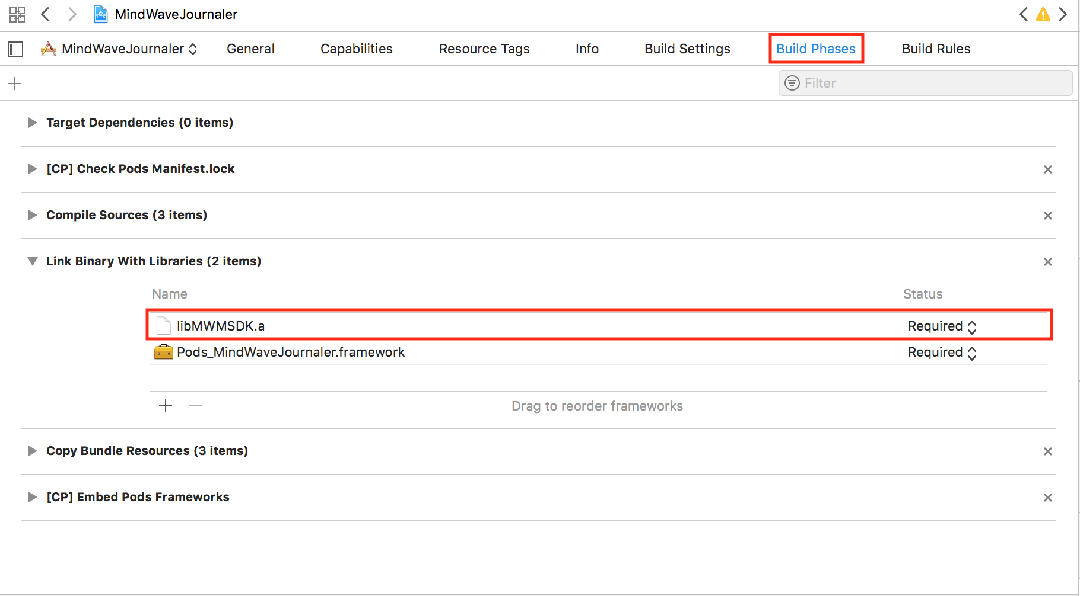 MindWaveJournaler
MindWaveJournaler General Capabilities Resource Tags Info Build Settings Build Phases Build Rules
Filter
Target Dependencies (0 items)
[CP] Check Pods Manifest.lock
Compile Sources (3 items)
Link Binary With Libraries (2 items)
Name Status
libMWMSDK.a Required
Pods_MindWaveJournaler.framework Required
Drag to reorder frameworks
Copy Bundle Resources (3 items)
[CP] Embed Pods Frameworks